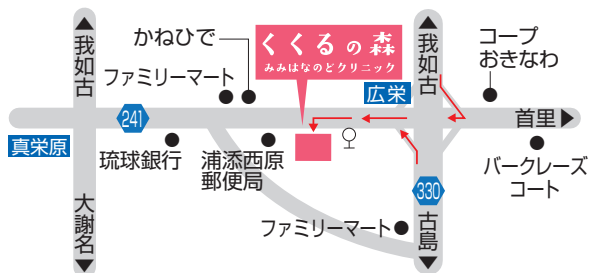 ▲
我如古
かねひで
ファミリーマート
くくるの森
みみはなのどクリニック
▲
我如古
コープ
おきなわ
広栄
首里▶
241
真栄原
琉球銀行
浦添西原
郵便局
バークレーズ
コート
330
大謝名
▼
ファミリーマート
古島
▼